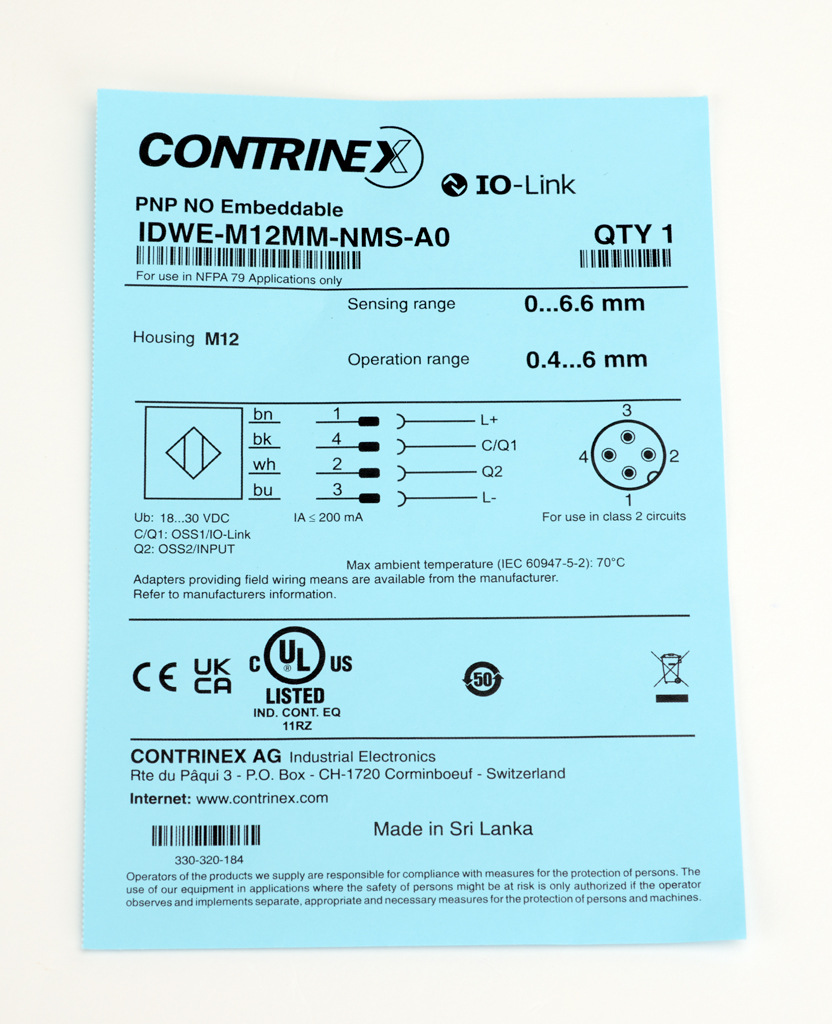 CONTRINEX
IO-Link
PNP NO Embeddable
IDWE-M12MM-NMS-A0
QTY 1
For use in NFPA 79 Applications only
Sensing range 0...6.6 mm
Housing M12
Operation range 0.4...6 mm
bn 1 L+
bk 4 C/Q1
wh 2 Q2
bu 3 L-
3
4 2
1
Ub: 18...30 VDC IA ≤ 200 mA For use in class 2 circuits
C/Q1: OSS1/IO-Link
Q2: OSS2/INPUT
Max ambient temperature (IEC 60947-5-2): 70°C
Adapters providing field wiring means are available from the manufacturer.
Refer to manufacturers information.
CE UK CA C UL ® US 50
LISTED
IND. CONT. EQ
11RZ
CONTRINEX AG Industrial Electronics
Rte du Pâqui 3 - P.O. Box - CH-1720 Corminboeuf - Switzerland
Internet: www.contrinex.com
Made in Sri Lanka
330-320-184
Operators of the products we supply are responsible for compliance with measures for the protection of persons. The
use of our equipment in applications where the safety of persons might be at risk is only authorized if the operator
observes and implements separate, appropriate and necessary measures for the protection of persons and machines.